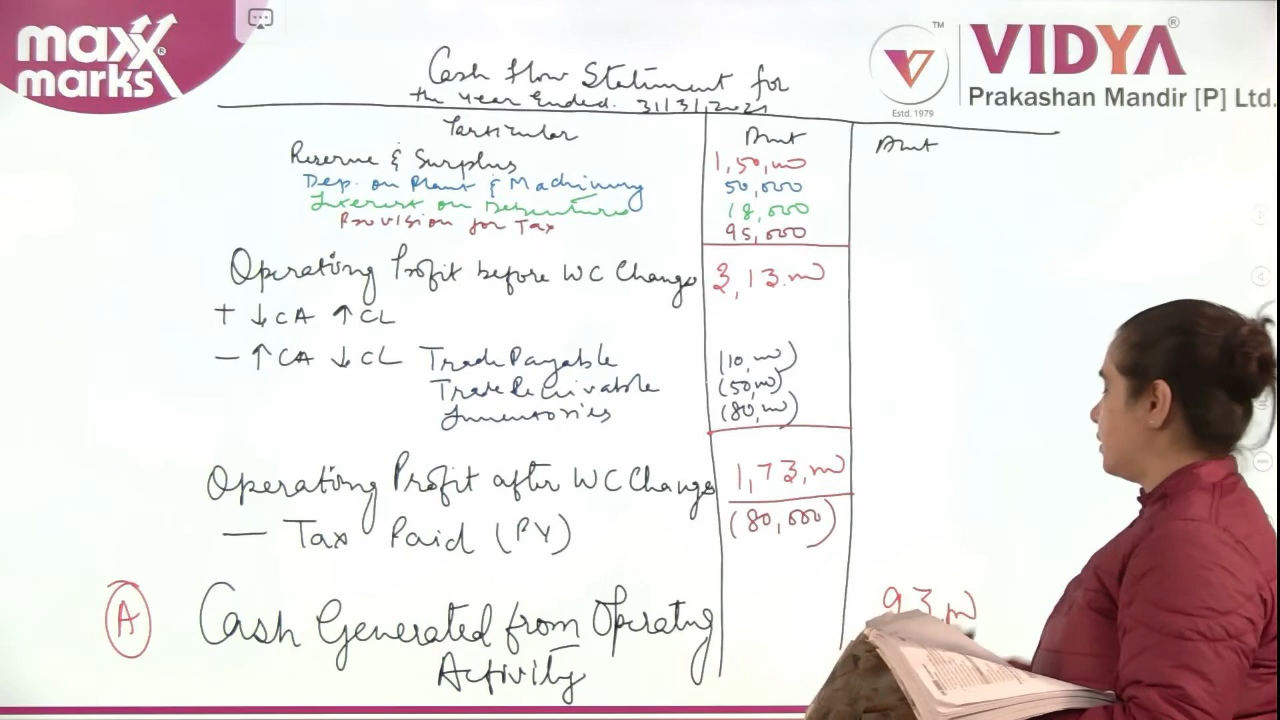 maxx
marks
VIDYA
Prakashan Mandir [P] Ltd.
Estd. 1979
TM
Cash Flow Statement for
the year Ended. 31/3/2021
Particular Amt Amt
Reserve & Surplus 1,50,000
Dep. on Plant & Machinary 50,000
Interest on Debentures 18,000
Provision for Tax 95,000
Operating Profit before WC Change 3,13,000
+ ↓CA ↑CL
- ↑CA ↓CL Trade Payable (10,000)
Trade Receivable (50,000)
Inventories (80,000)
Operating Profit after WC Change 1,73,000
— Tax Paid (PY) (80,000)
A Cash Generated from Operating 93,000
Activity